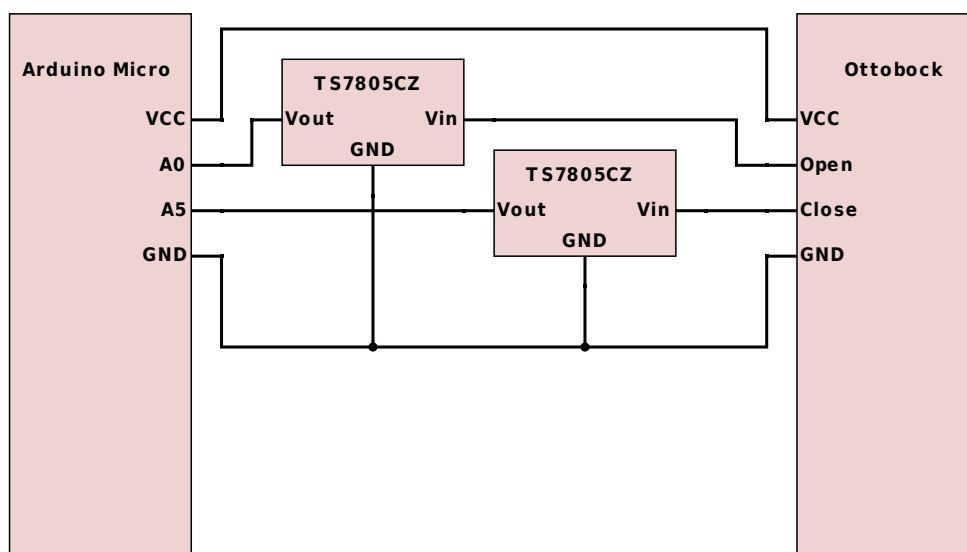 Arduino Micro
VCC
A0
A5
GND
TS7805CZ
Vout Vin
GND
TS7805CZ
Vout Vin
GND
Ottobock
VCC
Open
Close
GND